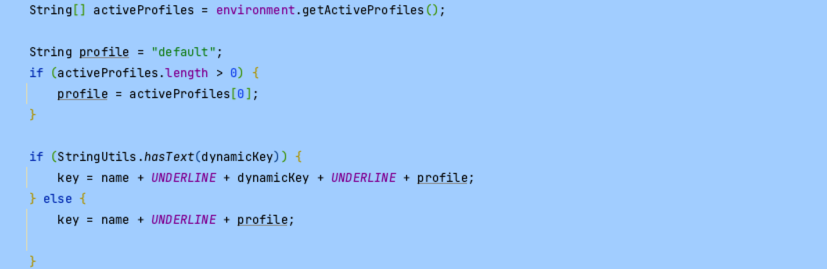 String[] activeProfiles = environment.getActiveProfiles();
String profile = "default";
if (activeProfiles.length > 0) {
profile = activeProfiles[0];
}
if (StringUtils.hasText(dynamicKey)) {
key = name + UNDERLINE + dynamicKey + UNDERLINE + profile;
} else {
key = name + UNDERLINE + profile;
}